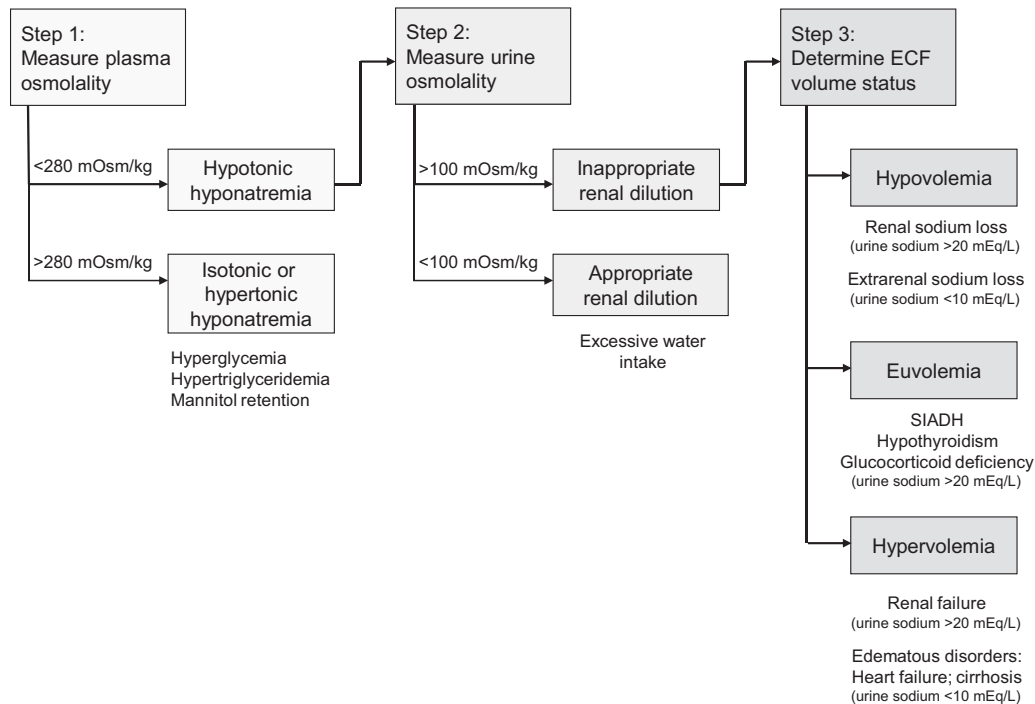 Step 1:
Measure plasma
osmolality
<280 mOsm/kg
Hypotonic
hyponatremia
>280 mOsm/kg
Isotonic or
hypertonic
hyponatremia
Hyperglycemia
Hypertriglyceridemia
Mannitol retention
Step 2:
Measure urine
osmolality
>100 mOsm/kg
Inappropriate
renal dilution
<100 mOsm/kg
Appropriate
renal dilution
Excessive water
intake
Step 3:
Determine ECF
volume status
Hypovolemia
Renal sodium loss
(urine sodium >20 mEq/L)
Extrarenal sodium loss
(urine sodium <10 mEq/L)
Euvolemia
SIADH
Hypothyroidism
Glucocorticoid deficiency
(urine sodium >20 mEq/L)
Hypervolemia
Renal failure
(urine sodium >20 mEq/L)
Edematous disorders:
Heart failure; cirrhosis
(urine sodium <10 mEq/L)